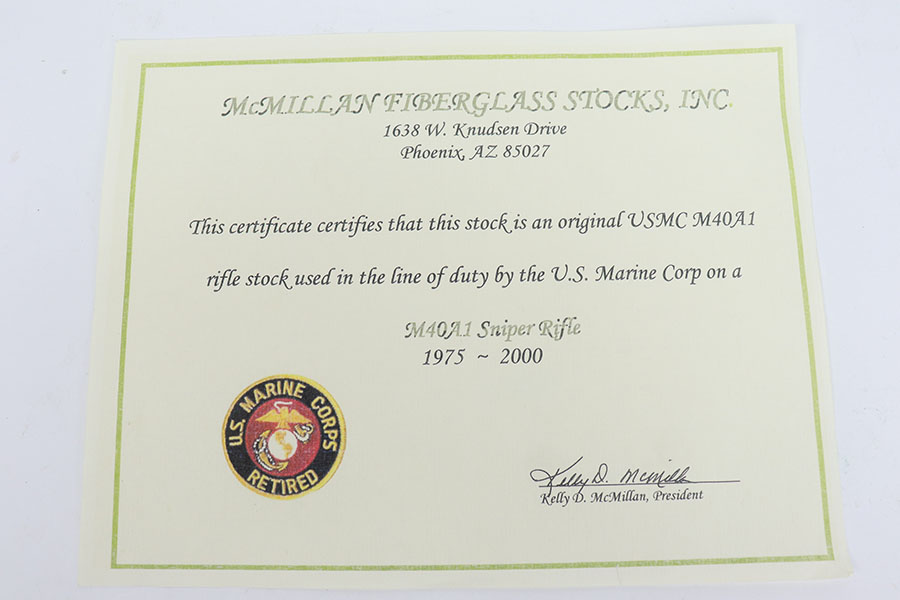 McMILLAN FIBERGLASS STOCKS, INC.
1638 W. Knudsen Drive
Phoenix, AZ 85027
This certificate certifies that this stock is an original USMC M40A1
rifle stock used in the line of duty by the U.S. Marine Corp on a
M40A1 Sniper Rifle
1975 ~ 2000
U.S. MARINE CORPS
RETIRED
Kelly D. McMill
Kelly D. McMillan, President